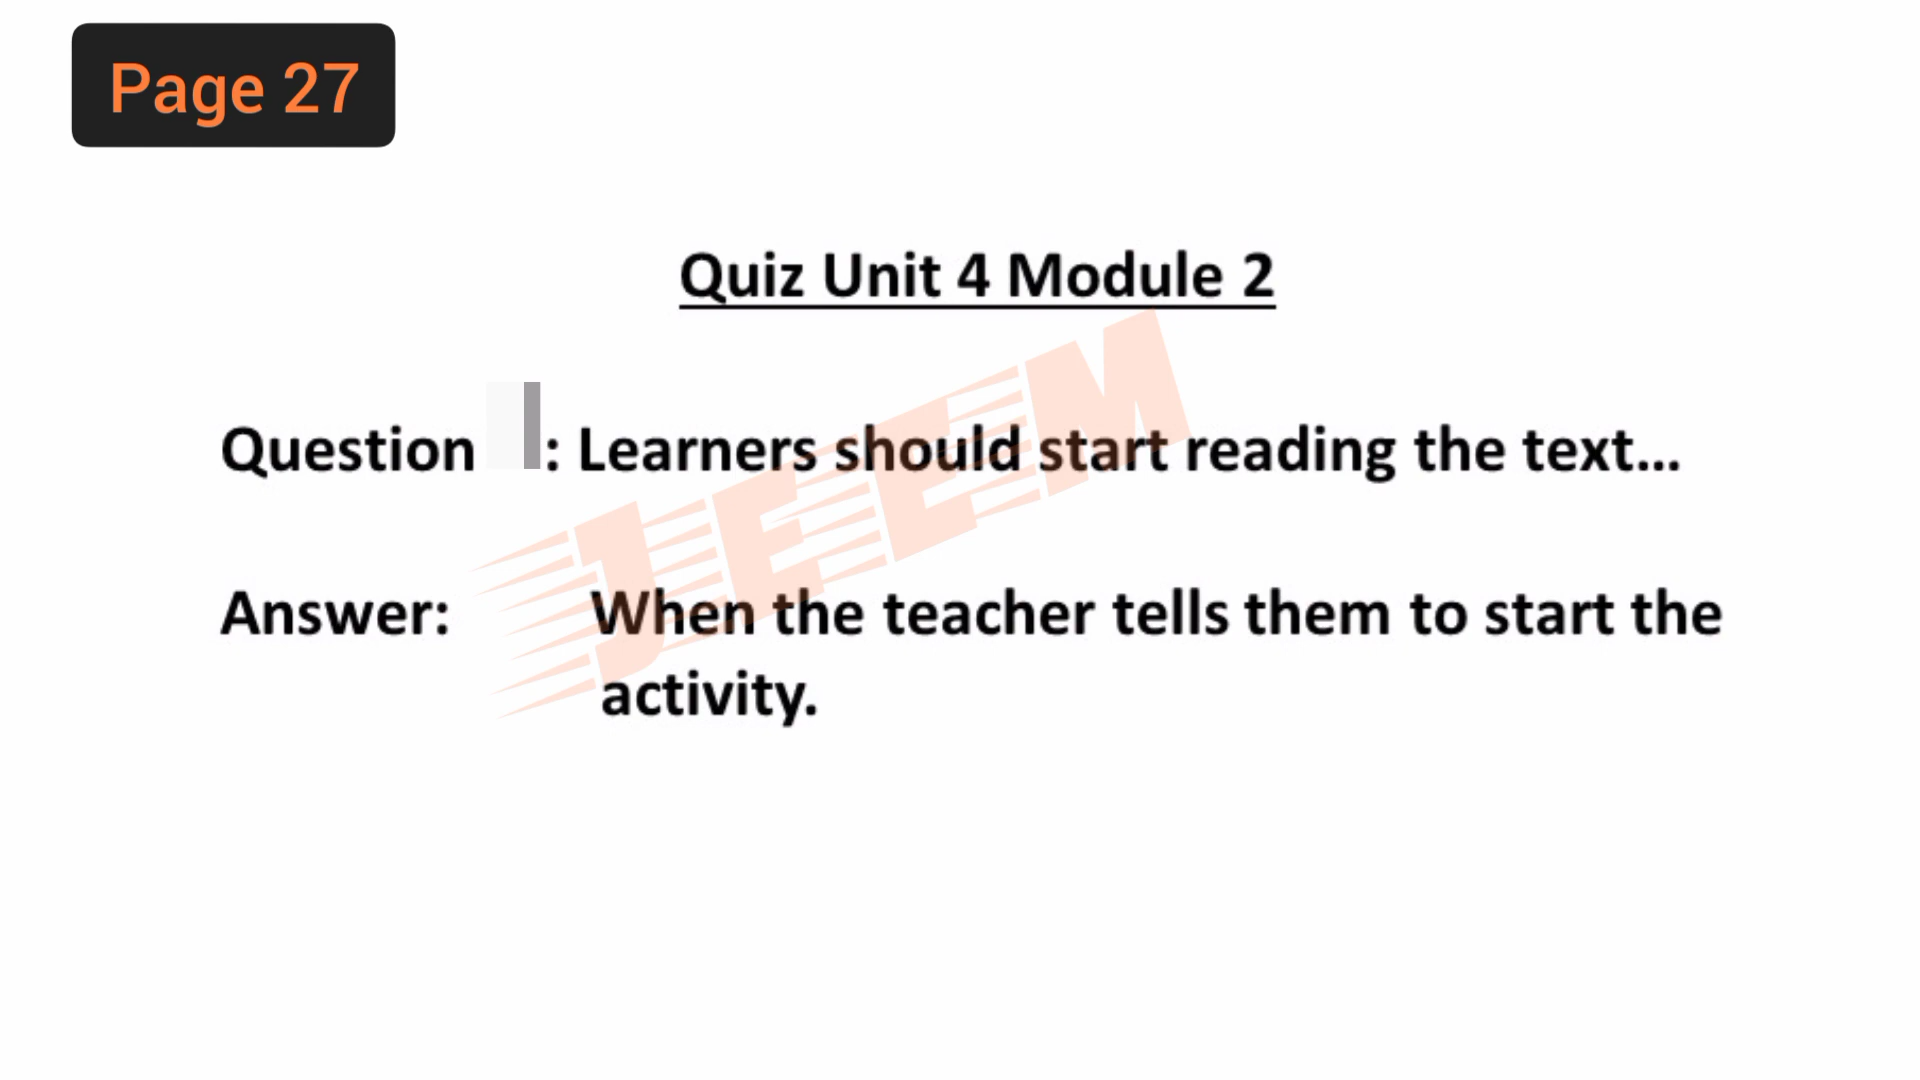 Page 27
Quiz Unit 4 Module 2
Question : Learners should start reading the text...
JEEM
Answer: When the teacher tells them to start the
activity.